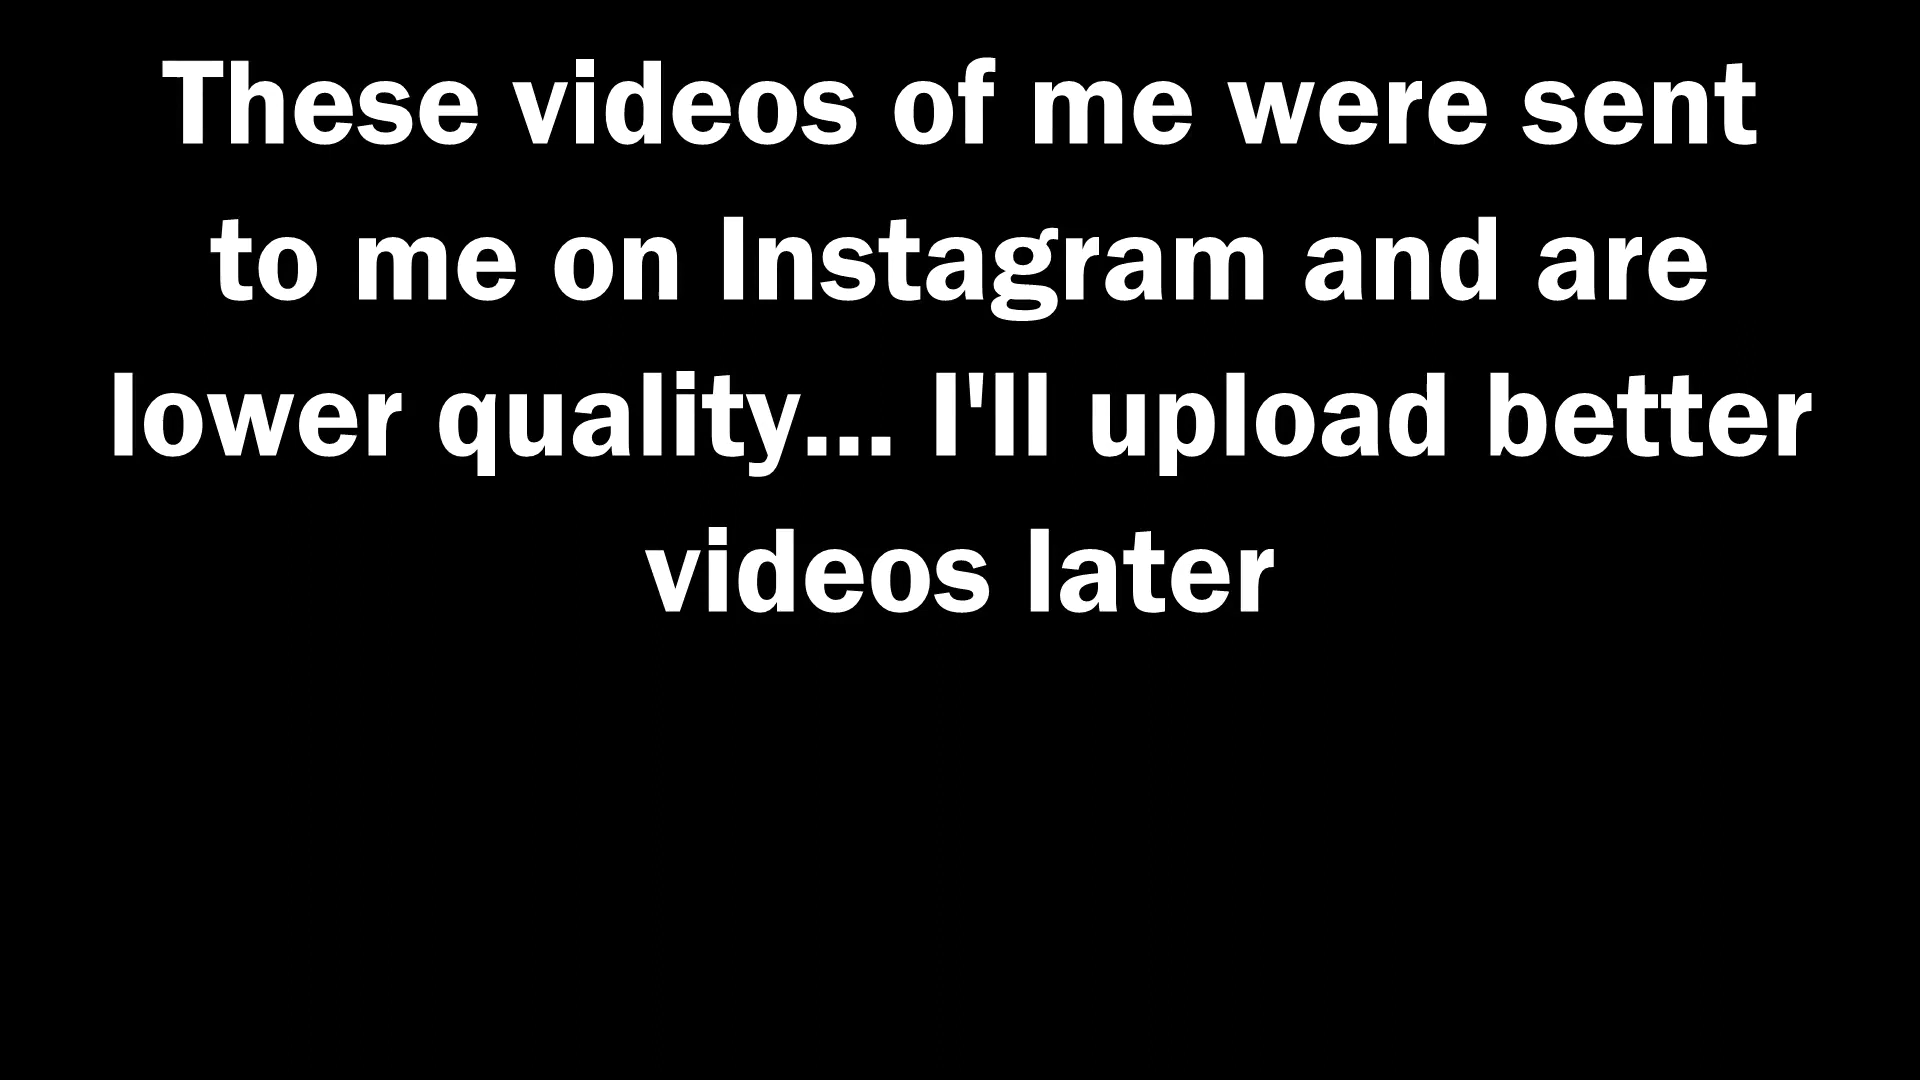 These videos of me were sent
to me on Instagram and are
lower quality... I'll upload better
videos later